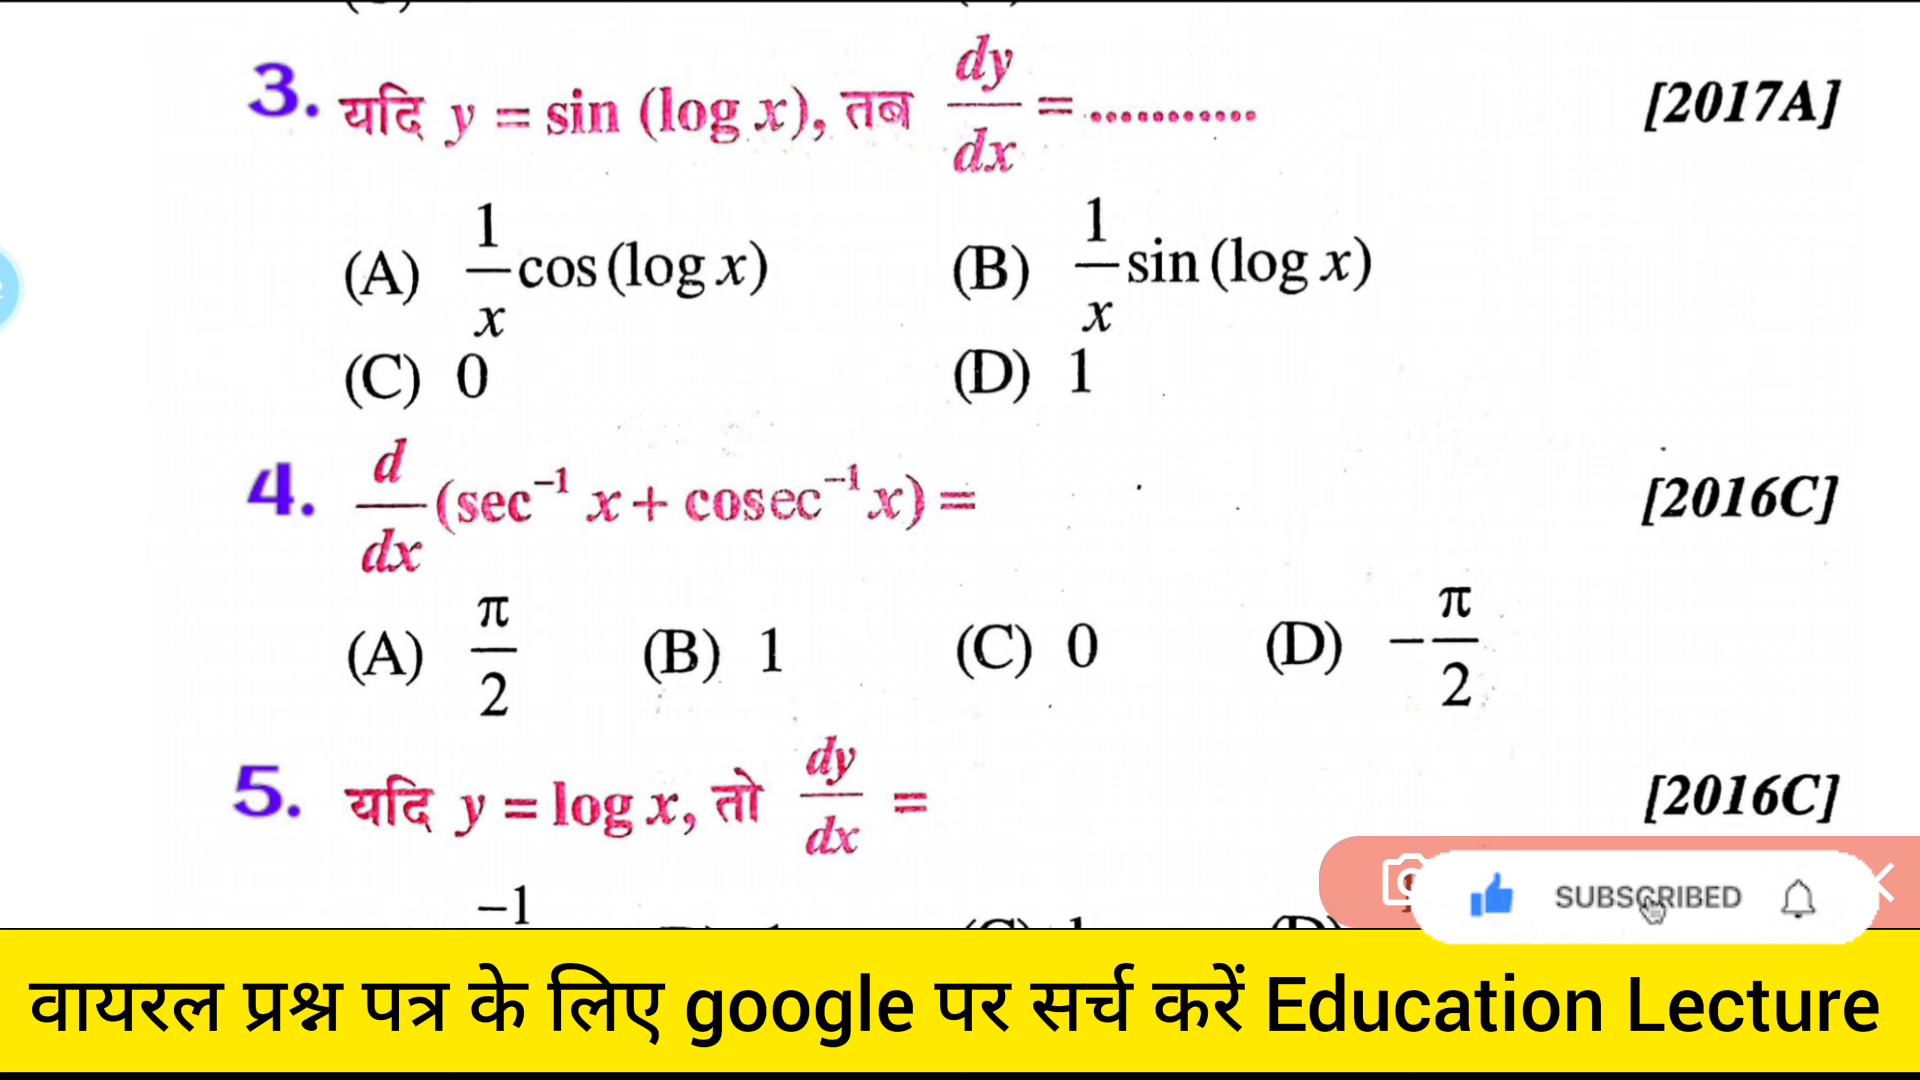 3. यदि y = sin (log x), तब dy/dx = ............ [2017A]
(A) 1/x cos (log x) (B) 1/x sin (log x)
(C) 0 (D) 1
4. d/dx (sec⁻¹ x + cosec⁻¹ x) = [2016C]
(A) π/2 (B) 1 (C) 0 (D) −π/2
5. यदि y = log x, तो dy/dx = [2016C]
−1
SUBSCRIBED
वायरल प्रश्न पत्र के लिए google पर सर्च करें Education Lecture